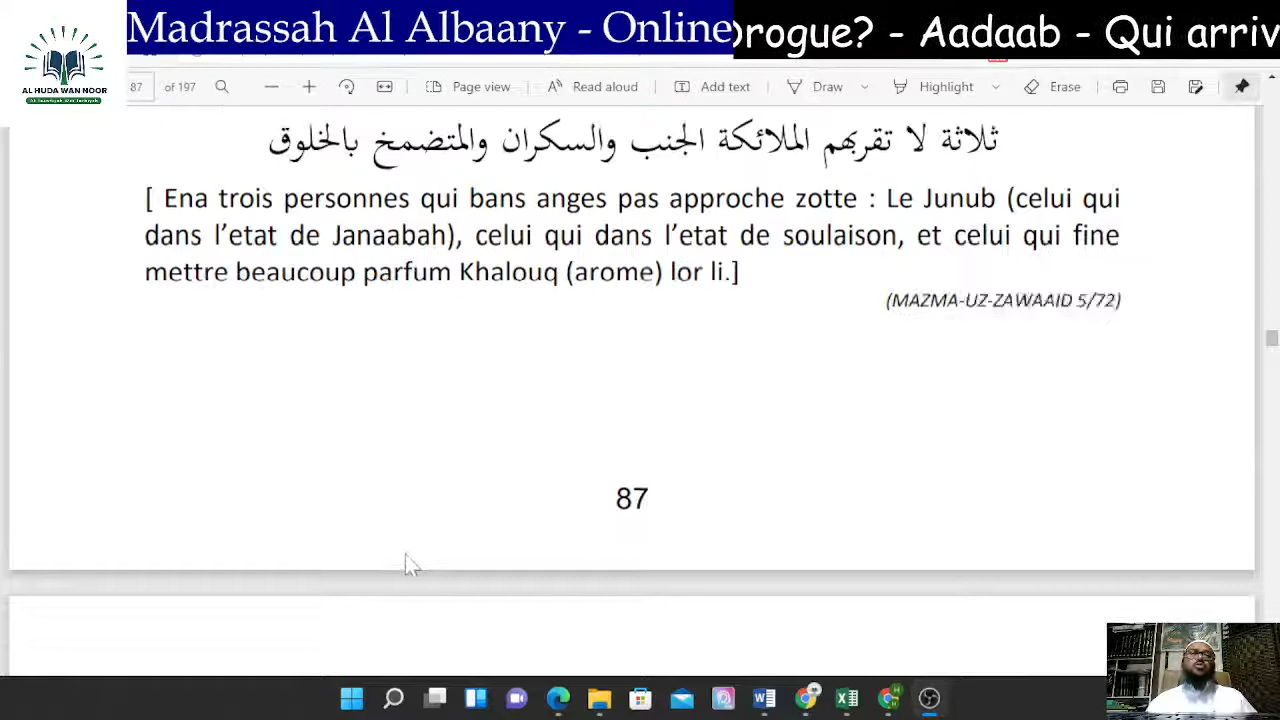 Madrassah Al Albaany - Online
rogue? - Aadaab - Qui arriv
AL HUDA WAN NOOR
87 of 197
Page view
Read aloud
Add text
Draw
Highlight
Erase
ثلاثة لا تقربهم الملائكة الجنب والسكران والمتضمخ بالخلوق
[ Ena trois personnes qui bans anges pas approche zotte : Le Junub (celui qui
dans l’etat de Janaabah), celui qui dans l’etat de soulaison, et celui qui fine
mettre beaucoup parfum Khalouq (arome) lor li.]
(MAZMA-UZ-ZAWAAID 5/72)
87